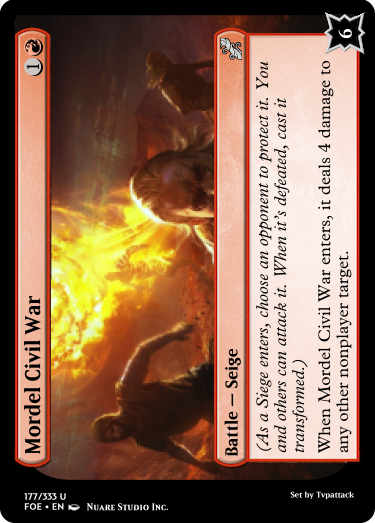 Mordel Civil War
1
Battle — Seige
(As a Siege enters, choose an opponent to protect it. You
and others can attack it. When it's defeated, cast it
transformed.)
When Mordel Civil War enters, it deals 4 damage to
any other nonplayer target.
6
177/333 U
FOE • EN Nuare Studio Inc.
Set by Tvpattack